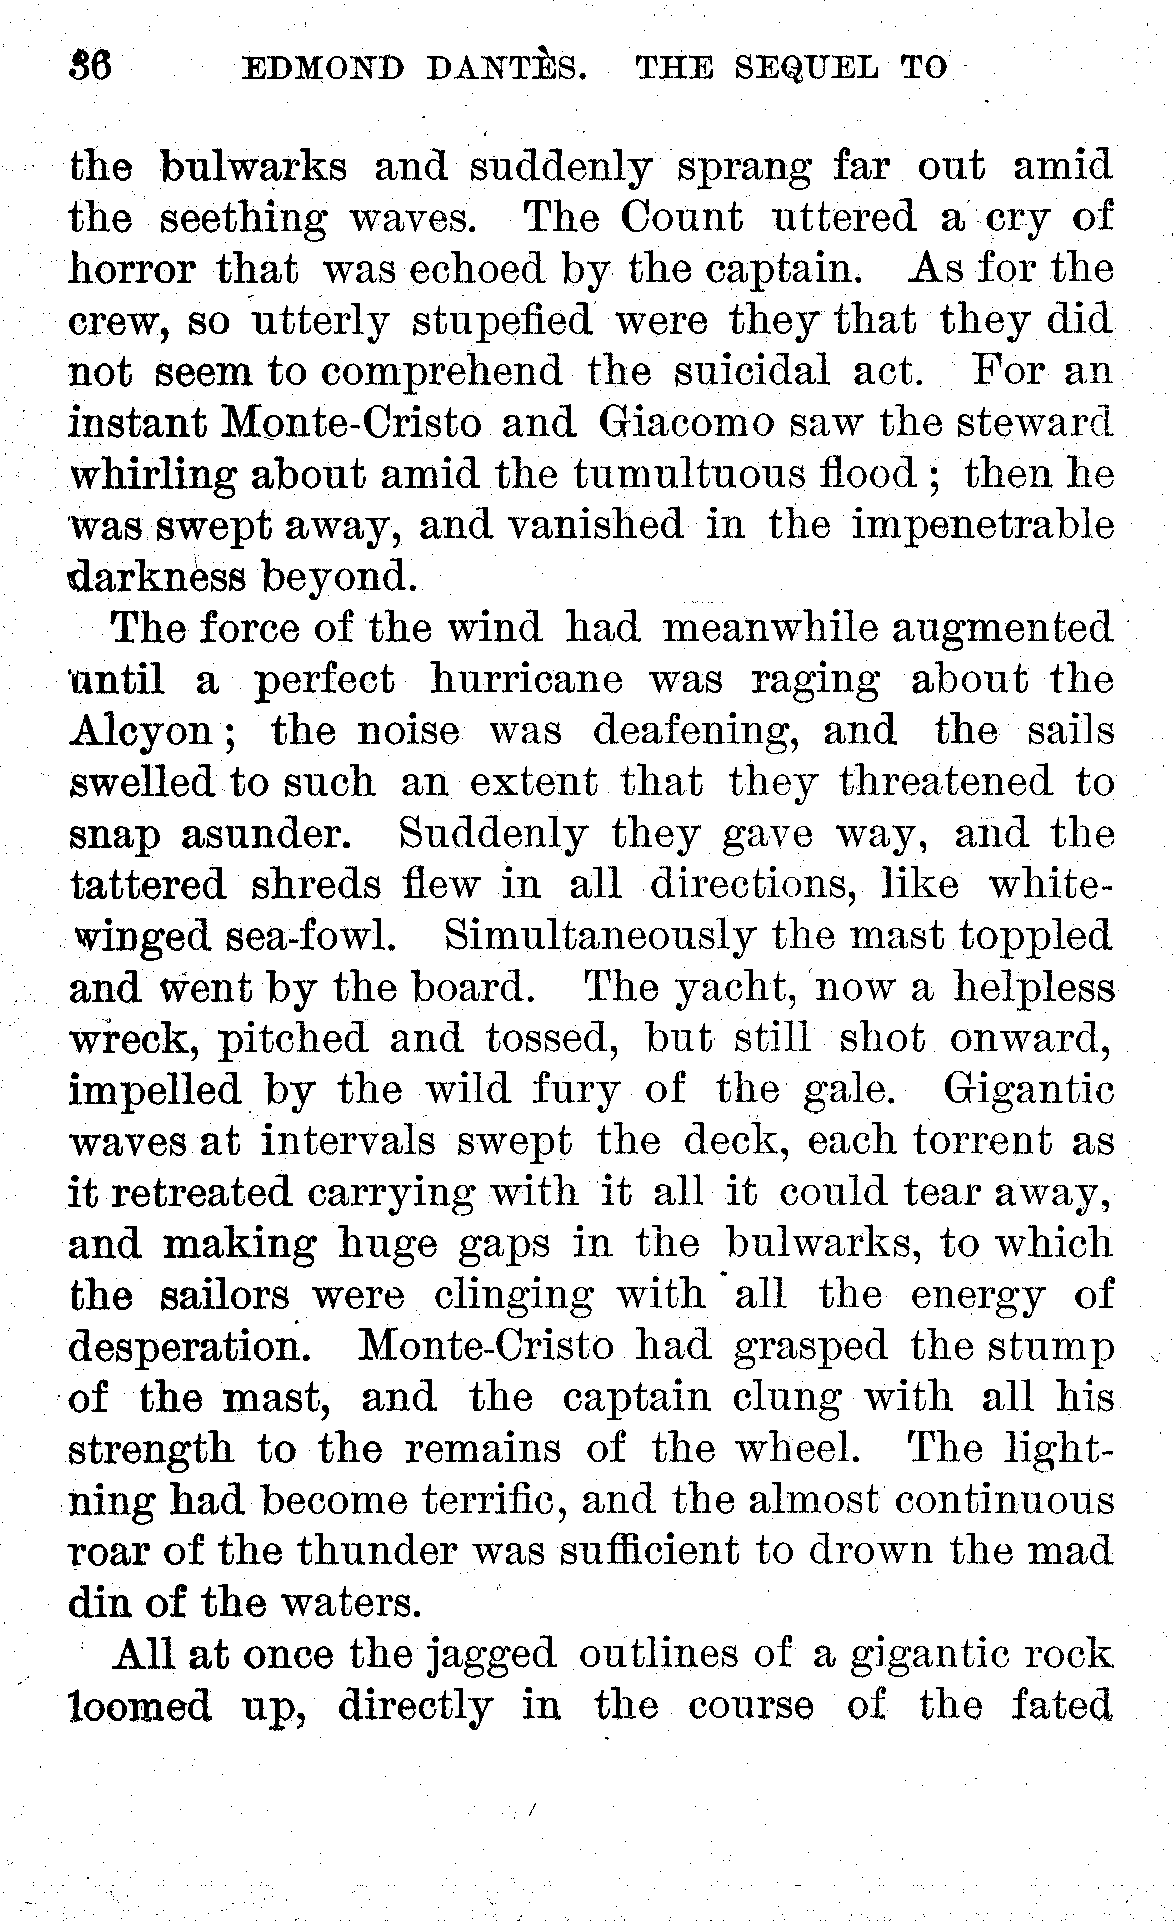 36 EDMOND DANTÈS. THE SEQUEL TO
the bulwarks and suddenly sprang far out amid
the seething waves. The Count uttered a cry of
horror that was echoed by the captain. As for the
crew, so utterly stupefied were they that they did
not seem to comprehend the suicidal act. For an
instant Monte-Cristo and Giacomo saw the steward
whirling about amid the tumultuous flood ; then he
was swept away, and vanished in the impenetrable
darkness beyond.
The force of the wind had meanwhile augmented
until a perfect hurricane was raging about the
Alcyon ; the noise was deafening, and the sails
swelled to such an extent that they threatened to
snap asunder. Suddenly they gave way, and the
tattered shreds flew in all directions, like white-
winged sea-fowl. Simultaneously the mast toppled
and went by the board. The yacht, now a helpless
wreck, pitched and tossed, but still shot onward,
impelled by the wild fury of the gale. Gigantic
waves at intervals swept the deck, each torrent as
it retreated carrying with it all it could tear away,
and making huge gaps in the bulwarks, to which
the sailors were clinging with all the energy of
desperation. Monte-Cristo had grasped the stump
of the mast, and the captain clung with all his
strength to the remains of the wheel. The light-
ning had become terrific, and the almost continuous
roar of the thunder was sufficient to drown the mad
din of the waters.
All at once the jagged outlines of a gigantic rock
loomed up, directly in the course of the fated